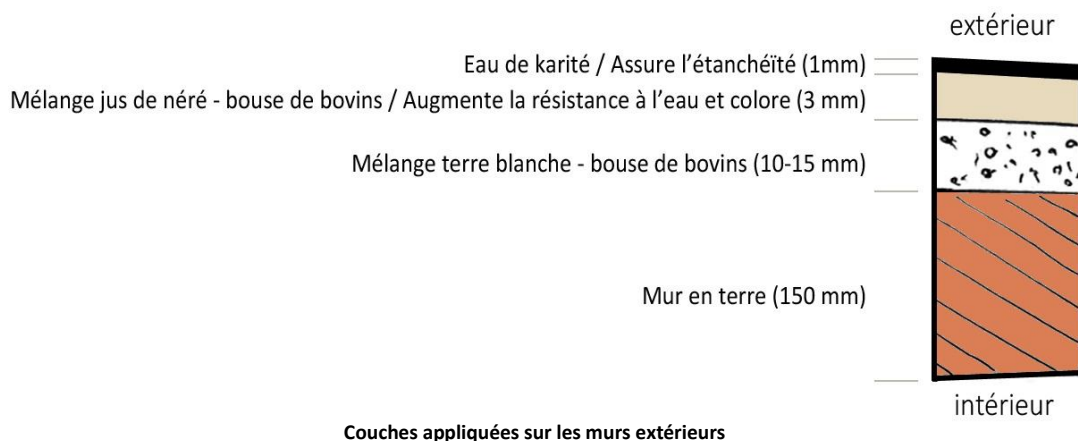 extérieur
Eau de karité / Assure l'étanchéïté (1mm)
Mélange jus de néré - bouse de bovins / Augmente la résistance à l'eau et colore (3 mm)
Mélange terre blanche - bouse de bovins (10-15 mm)
Mur en terre (150 mm)
intérieur
Couches appliquées sur les murs extérieurs